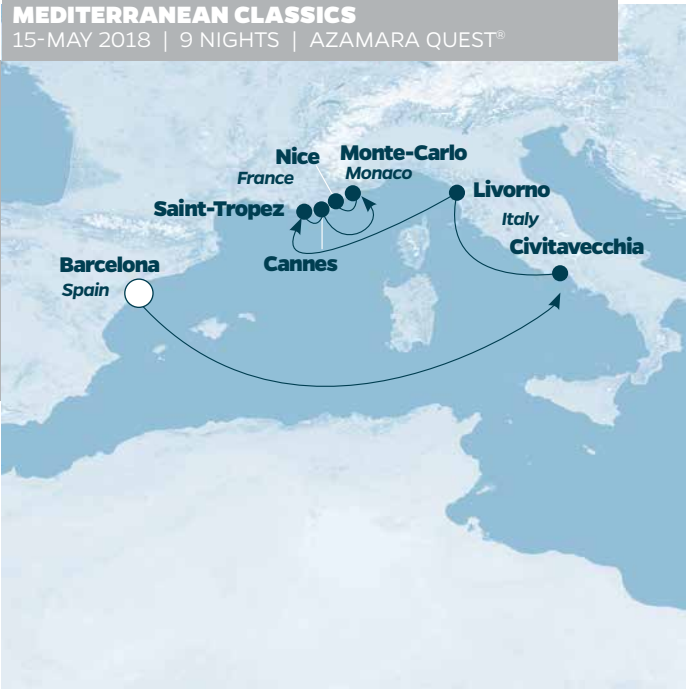 MEDITERRANEAN CLASSICS
15-MAY 2018 | 9 NIGHTS | AZAMARA QUEST®
Nice
France
Monte-Carlo
Monaco
Saint-Tropez
Livorno
Italy
Civitavecchia
Cannes
Barcelona
Spain